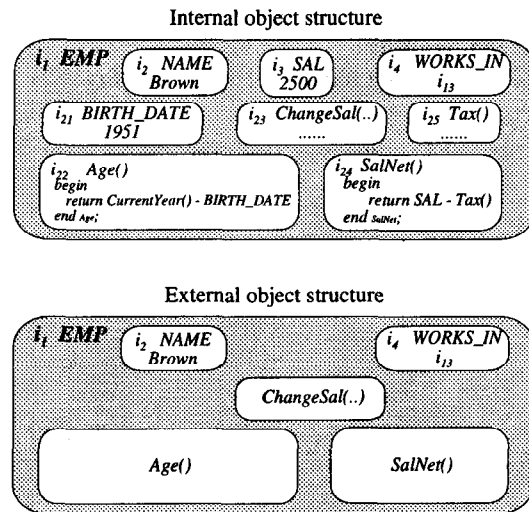 Internal object structure
i1 EMP
i2 NAME
Brown
i3 SAL
2500
i4 WORKS_IN
i13
i21 BIRTH_DATE
1951
i23 ChangeSal(..)
......
i25 Tax()
......
i22 Age()
begin
return CurrentYear() - BIRTH_DATE
end Age;
i24 SalNet()
begin
return SAL - Tax()
end SalNet;
External object structure
i1 EMP
i2 NAME
Brown
i4 WORKS_IN
i13
ChangeSal(..)
Age()
SalNet()